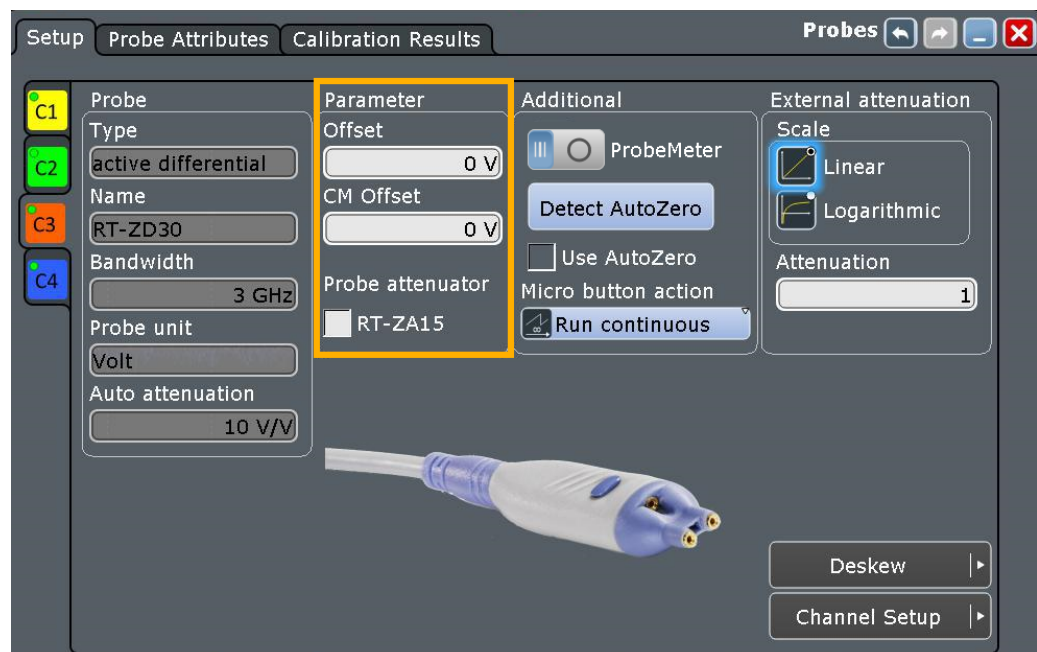 Setup
Probe Attributes
Calibration Results
Probes
C1
C2
C3
C4
Probe
Type
active differential
Name
RT-ZD30
Bandwidth
3 GHz
Probe unit
Volt
Auto attenuation
10 V/V
Parameter
Offset
0 V
CM Offset
0 V
Probe attenuator
RT-ZA15
Additional
ProbeMeter
Detect AutoZero
Use AutoZero
Micro button action
Run continuous
External attenuation
Scale
Linear
Logarithmic
Attenuation
1
Deskew
Channel Setup